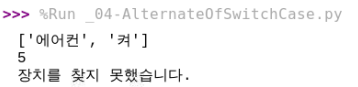 >>> %Run _04-AlternateOfSwitchCase.py
['에어컨', '켜']
5
장치를 찾지 못했습니다.